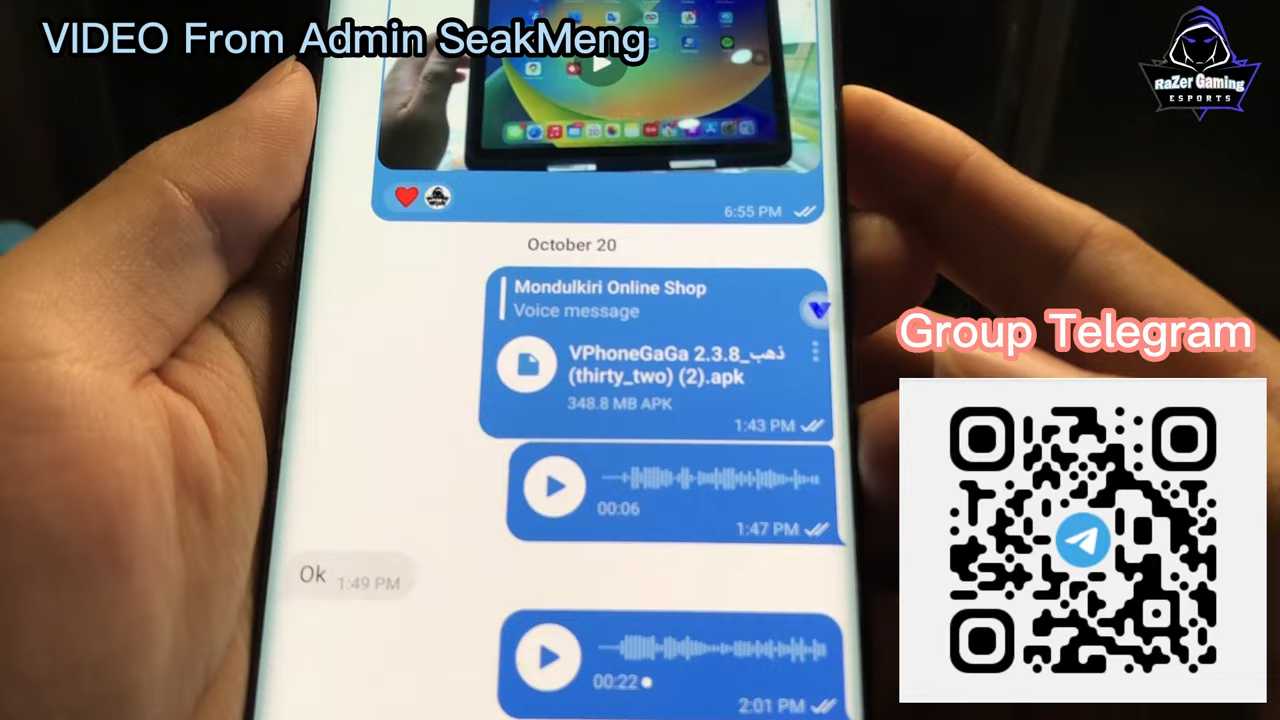 VIDEO From Admin SeakMeng
RaZer Gaming
ESPORTS
6:55 PM
October 20
Mondulkiri Online Shop
Voice message
VPhoneGaGa 2.3.8_ذهب
(thirty_two) (2).apk
348.8 MB APK
1:43 PM
00:06
1:47 PM
Ok 1:49 PM
00:22
2:01 PM
Group Telegram